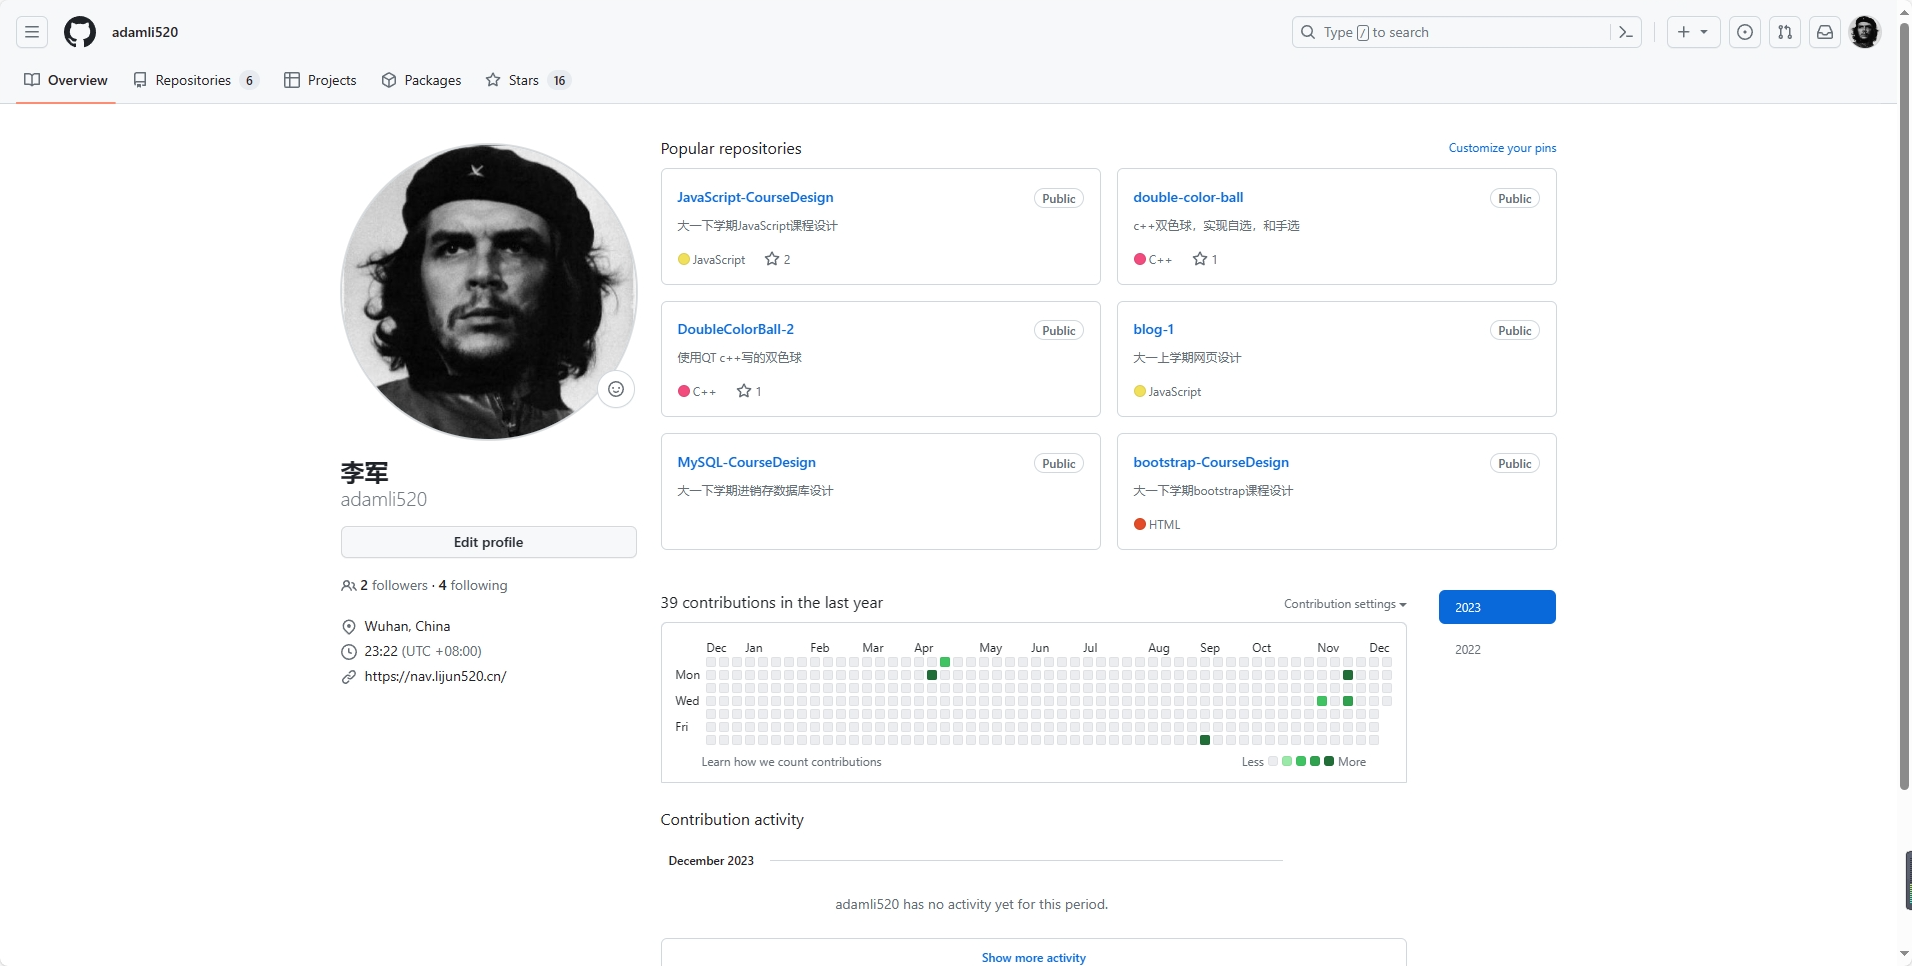 adamli520
Type / to search
Overview
Repositories 6
Projects
Packages
Stars 16
李军
adamli520
Edit profile
2 followers · 4 following
Wuhan, China
23:22 (UTC +08:00)
https://nav.lijun520.cn/
Popular repositories
Customize your pins
JavaScript-CourseDesign
Public
大一下学期JavaScript课程设计
JavaScript 2
double-color-ball
Public
c++双色球，实现自选，和手选
C++ 1
DoubleColorBall-2
Public
使用QT c++写的双色球
C++ 1
blog-1
Public
大一上学期网页设计
JavaScript
MySQL-CourseDesign
Public
大一下学期进销存数据库设计
bootstrap-CourseDesign
Public
大一下学期bootstrap课程设计
HTML
39 contributions in the last year
Contribution settings
2023
2022
Dec Jan Feb Mar Apr May Jun Jul Aug Sep Oct Nov Dec
Mon
Wed
Fri
Learn how we count contributions
Less More
Contribution activity
December 2023
adamli520 has no activity yet for this period.
Show more activity